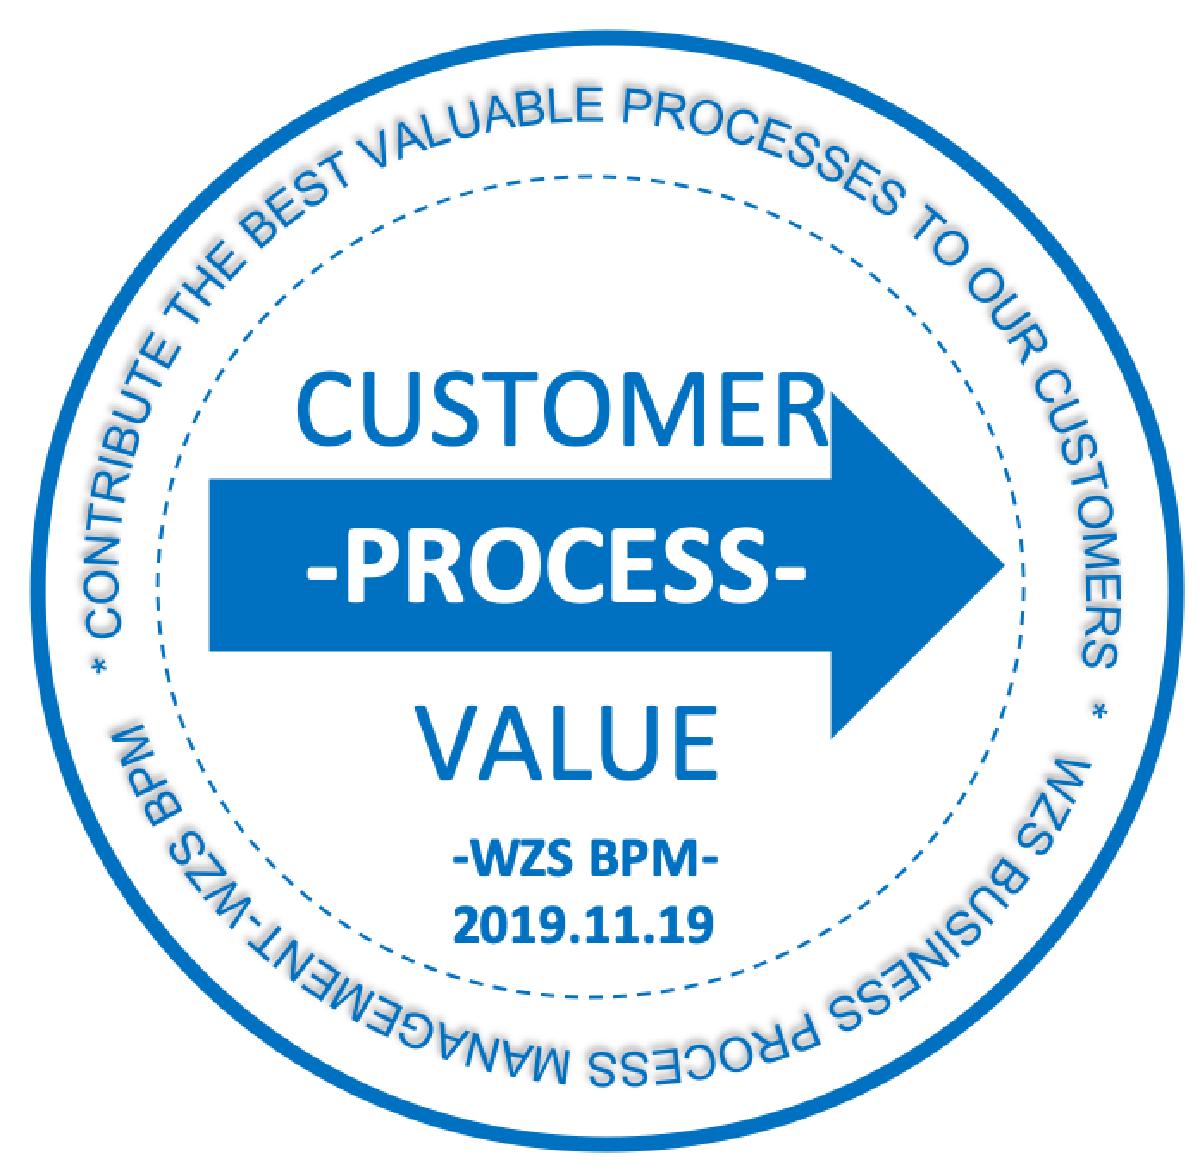 * CONTRIBUTE THE BEST VALUABLE PROCESSES TO OUR CUSTOMERS *
WZS BUSINESS PROCESS MANAGEMENT-WZS BPM
CUSTOMER
-PROCESS-
VALUE
-WZS BPM-
2019.11.19